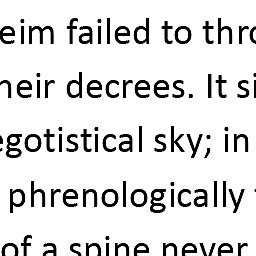 eim failed to thro
heir decrees. It si
egotistical sky; in
phrenologically
of a spine never